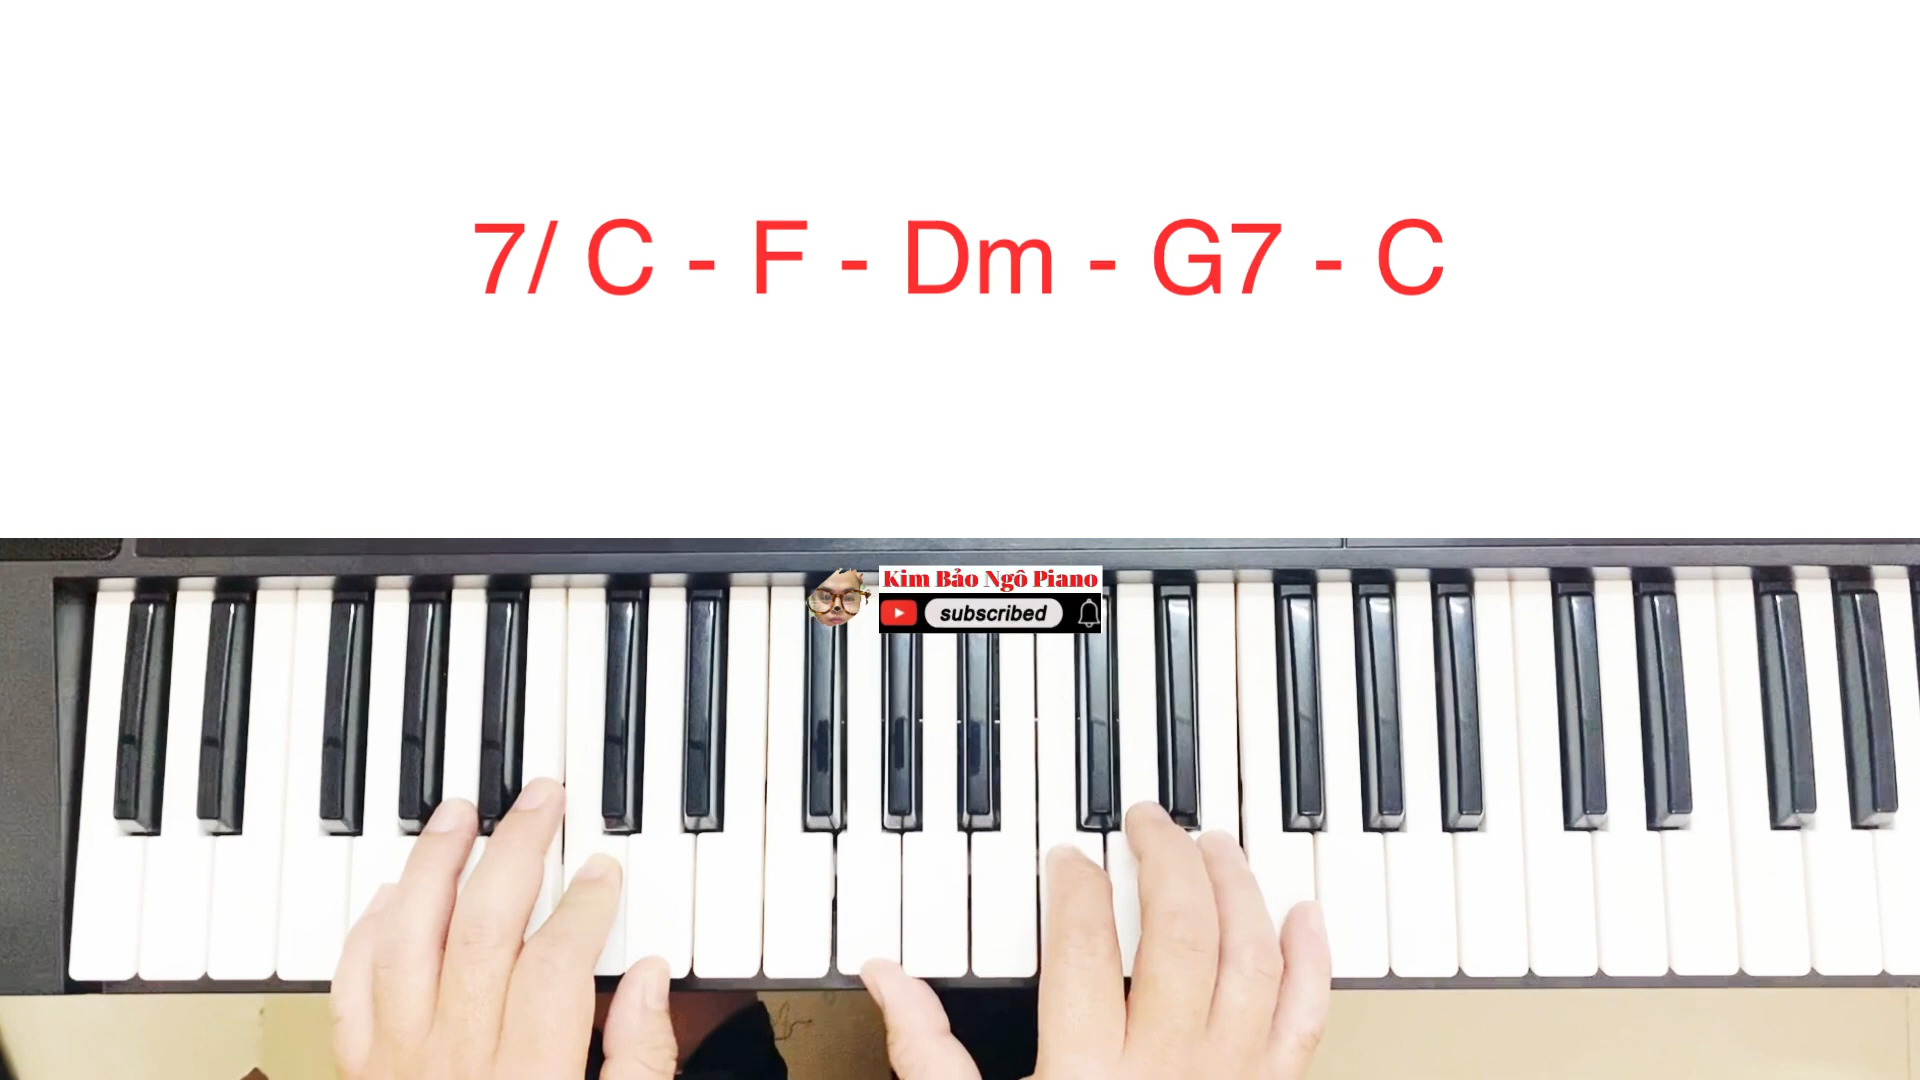 7/ C - F - Dm - G7 - C
Kim Bảo Ngô Piano
subscribed